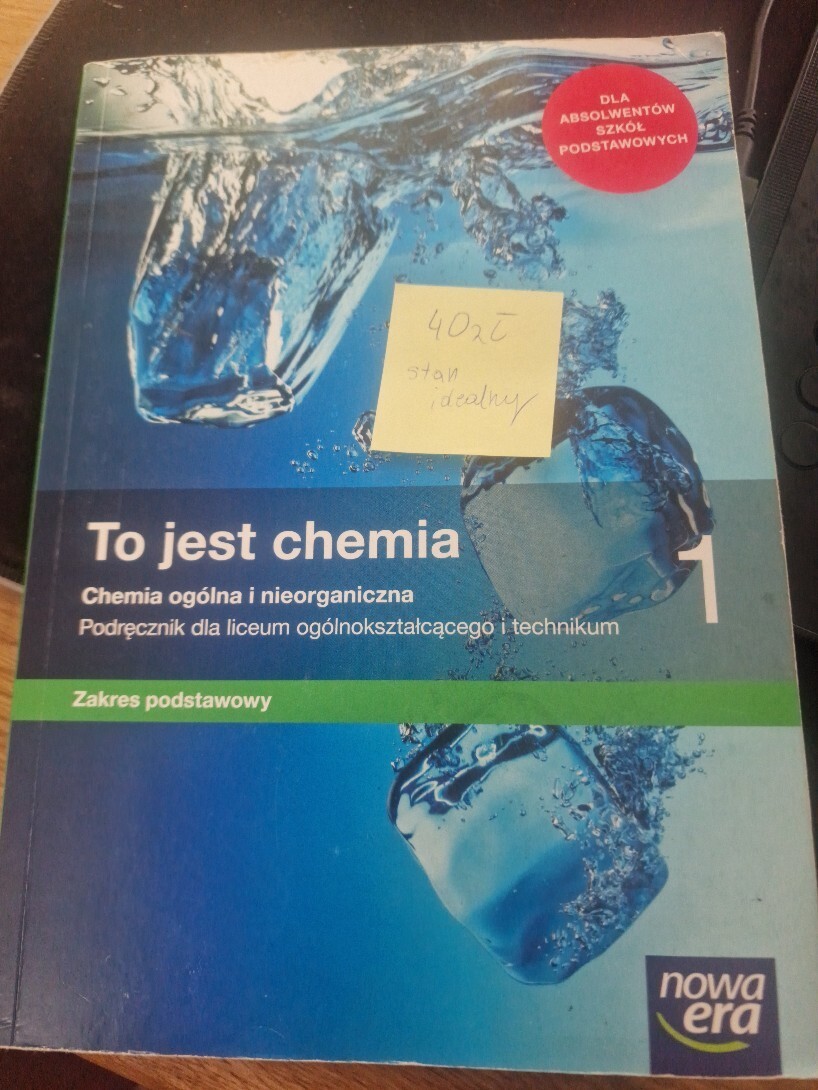 DLA
ABSOLWENTÓW
SZKÓŁ
PODSTAWOWYCH
40zł
stan
idealny
To jest chemia
1
Chemia ogólna i nieorganiczna
Podręcznik dla liceum ogólnokształcącego i technikum
Zakres podstawowy
nowa
era